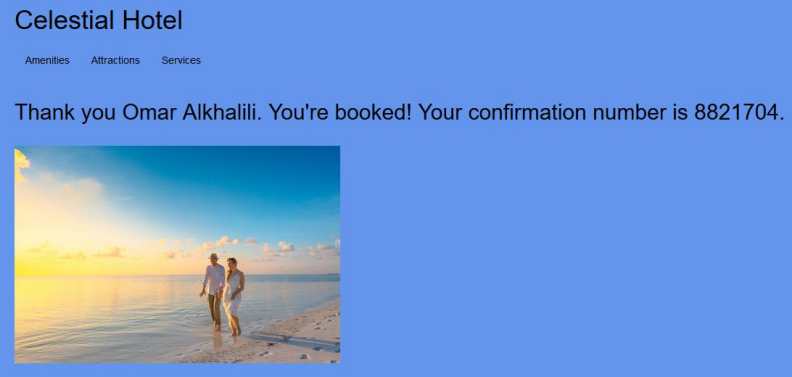 Celestial Hotel
Amenities Attractions Services
Thank you Omar Alkhalili. You're booked! Your confirmation number is 8821704.